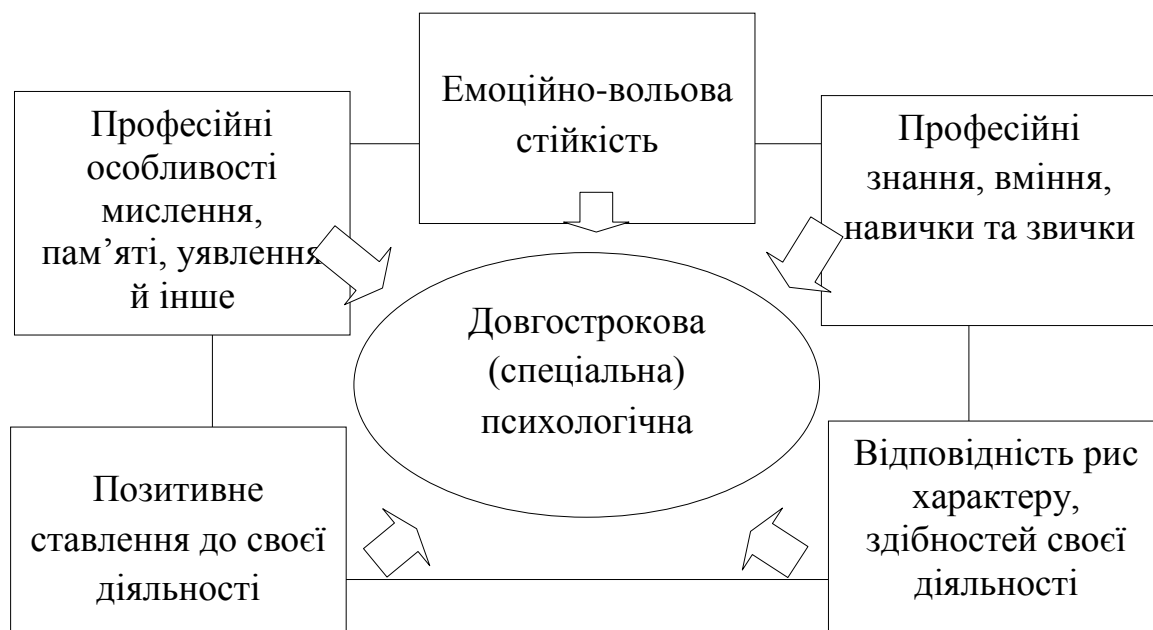 Емоційно-вольова
стійкість
Професійні
особливості
мислення,
пам’яті, уявлення
й інше
Професійні
знання, вміння,
навички та звички
Довгострокова
(спеціальна)
психологічна
Позитивне
ставлення до своєї
діяльності
Відповідність рис
характеру,
здібностей своєї
діяльності